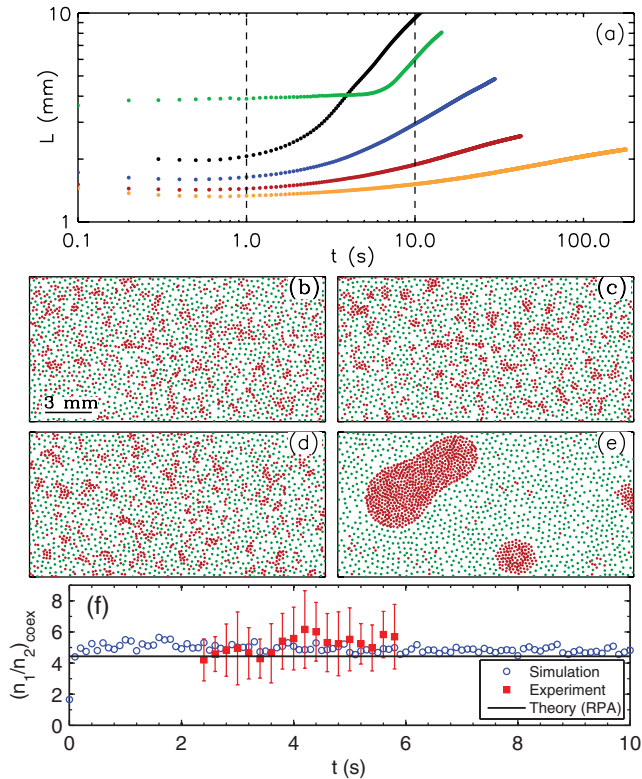 10
(a)
L (mm)
1
0.1
1.0
10.0
100.0
t (s)
(b)
3 mm
(c)
(d)
(e)
(f)
8
6
4
2
0
(n1/n2)coex
Simulation
Experiment
Theory (RPA)
0
2
4
6
8
10
t (s)